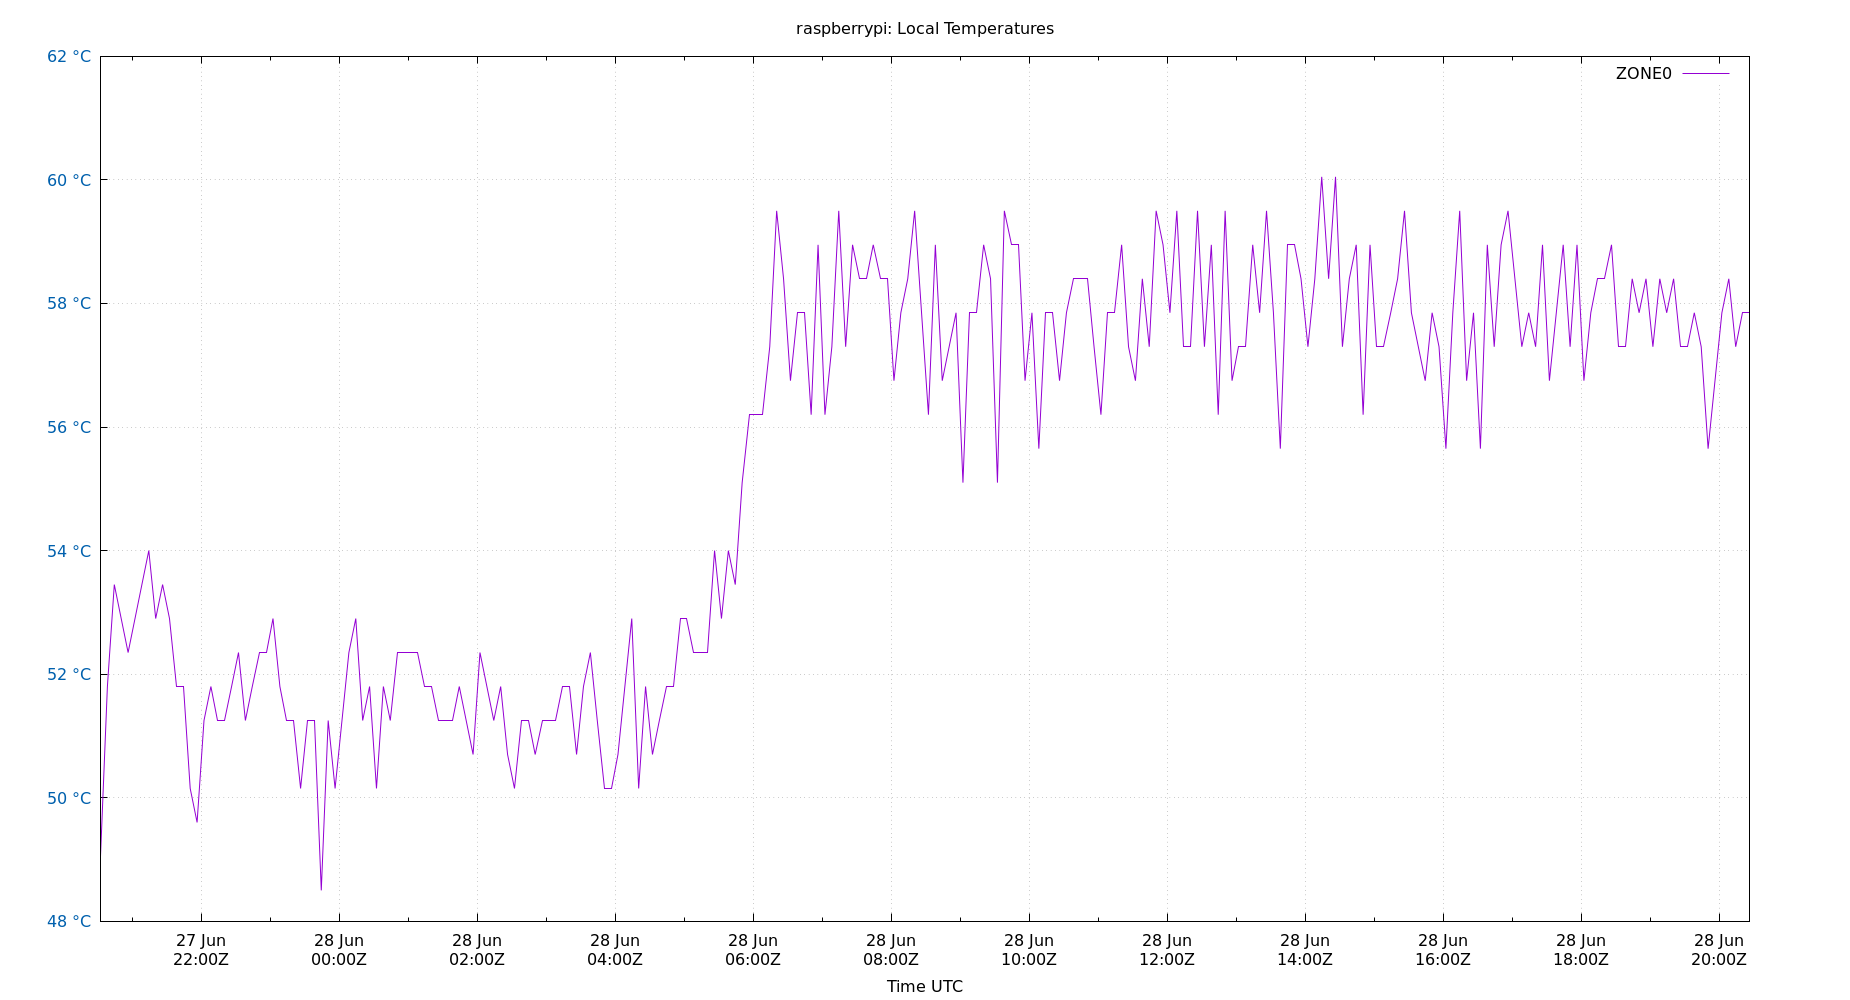 raspberrypi: Local Temperatures
ZONE0
62 °C
60 °C
58 °C
56 °C
54 °C
52 °C
50 °C
48 °C
27 Jun 28 Jun 28 Jun 28 Jun 28 Jun 28 Jun 28 Jun 28 Jun 28 Jun 28 Jun 28 Jun 28 Jun
22:00Z 00:00Z 02:00Z 04:00Z 06:00Z 08:00Z 10:00Z 12:00Z 14:00Z 16:00Z 18:00Z 20:00Z
Time UTC